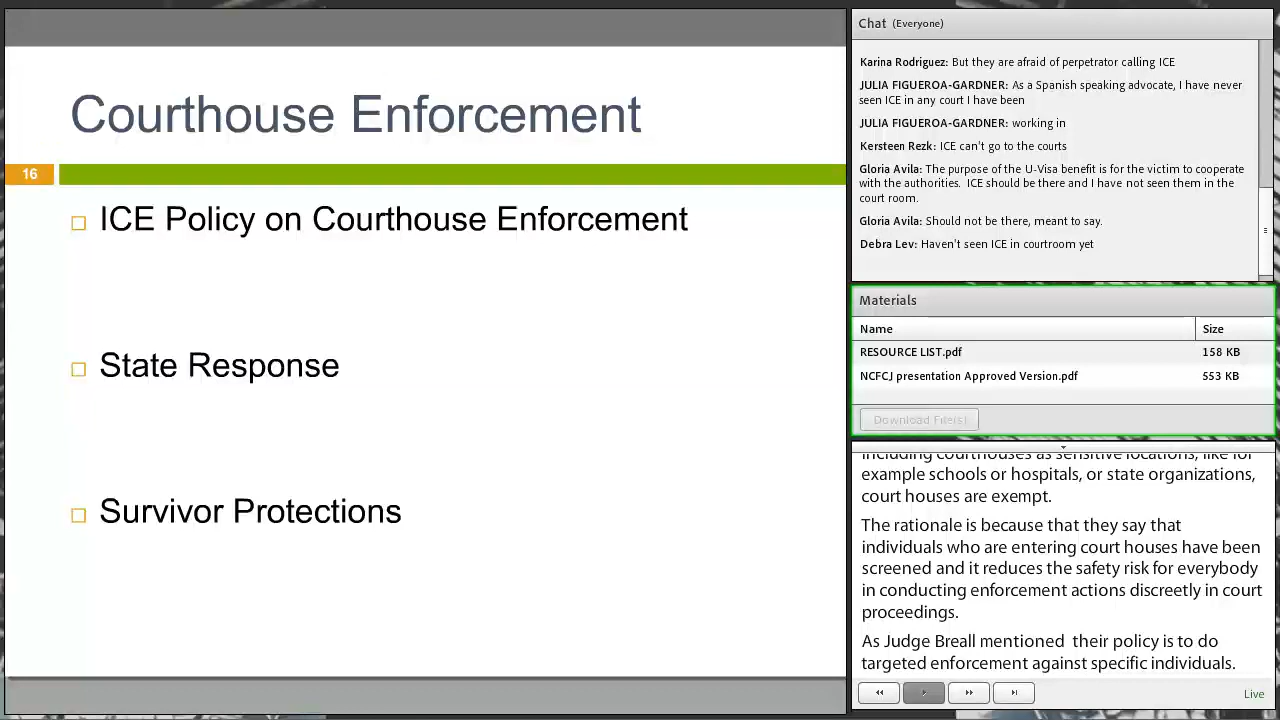 Courthouse Enforcement
16
ICE Policy on Courthouse Enforcement
State Response
Survivor Protections
Chat (Everyone)
Karina Rodriguez: But they are afraid of perpetrator calling ICE
JULIA FIGUEROA-GARDNER: As a Spanish speaking advocate, I have never
seen ICE in any court I have been
JULIA FIGUEROA-GARDNER: working in
Kersteen Rezk: ICE can't go to the courts
Gloria Avila: The purpose of the U-Visa benefit is for the victim to cooperate
with the authorities. ICE should be there and I have not seen them in the
court room.
Gloria Avila: Should not be there, meant to say.
Debra Lev: Haven't seen ICE in courtroom yet
Materials
Name Size
RESOURCE LIST.pdf 158 KB
NCFCJ presentation Approved Version.pdf 553 KB
Download File(s)
including courthouses as sensitive locations, like for
example schools or hospitals, or state organizations,
court houses are exempt.
The rationale is because that they say that
individuals who are entering court houses have been
screened and it reduces the safety risk for everybody
in conducting enforcement actions discreetly in court
proceedings.
As Judge Breall mentioned their policy is to do
targeted enforcement against specific individuals.
Live